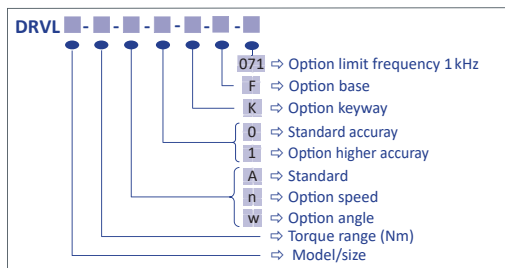 DRVL - - - - - -
071 ⇨ Option limit frequency 1 kHz
F ⇨ Option base
K ⇨ Option keyway
0 ⇨ Standard accuray
1 ⇨ Option higher accuray
A ⇨ Standard
n ⇨ Option speed
w ⇨ Option angle
⇨ Torque range (Nm)
⇨ Model/size